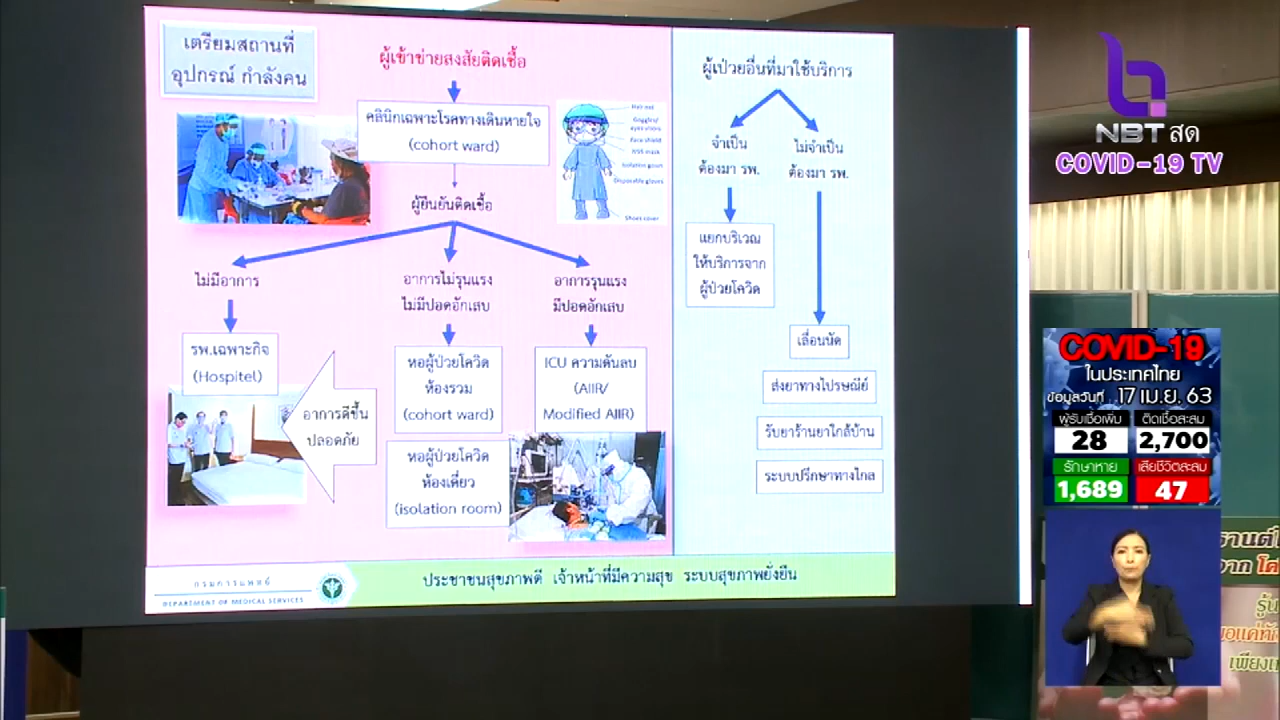 เตรียมสถานที่
อุปกรณ์ กำลังคน
ผู้เข้าข่ายสงสัยติดเชื้อ
คลินิกเฉพาะโรคทางเดินหายใจ
(cohort ward)
ผู้ยืนยันติดเชื้อ
Hair net
Goggles/
Face shield
N95 mask
Isolation gown
Disposable gloves
Shoes cover
ไม่มีอาการ
อาการไม่รุนแรง
ไม่มีปอดอักเสบ
อาการรุนแรง
มีปอดอักเสบ
รพ.เฉพาะกิจ
(Hospitel)
อาการดีขึ้น
ปลอดภัย
หอผู้ป่วยโควิด
ห้องรวม
(cohort ward)
หอผู้ป่วยโควิด
ห้องเดี่ยว
(isolation room)
ICU ความดันลบ
(AIIR/
Modified AIIR)
ผู้เป่วยอื่นที่มาใช้บริการ
จำเป็น
ต้องมา รพ.
ไม่จำเป็น
ต้องมา รพ.
แยกบริเวณ
ให้บริการจาก
ผู้ป่วยโควิด
เลื่อนนัด
ส่งยาทางไปรษณีย์
รับยาร้านยาใกล้บ้าน
ระบบปรึกษาทางไกล
กรมการแพทย์
DEPARTMENT OF MEDICAL SERVICES
ประชาชนสุขภาพดี เจ้าหน้าที่มีความสุข ระบบสุขภาพยั่งยืน
NBT สด
COVID-19 TV
COVID-19
ในประเทศไทย
ข้อมูลวันที่ 17 เม.ย. 63
ผู้รับเชื้อเพิ่ม
28
ติดเชื้อสะสม
2,700
รักษาหาย
1,689
เสียชีวิตสะสม
47